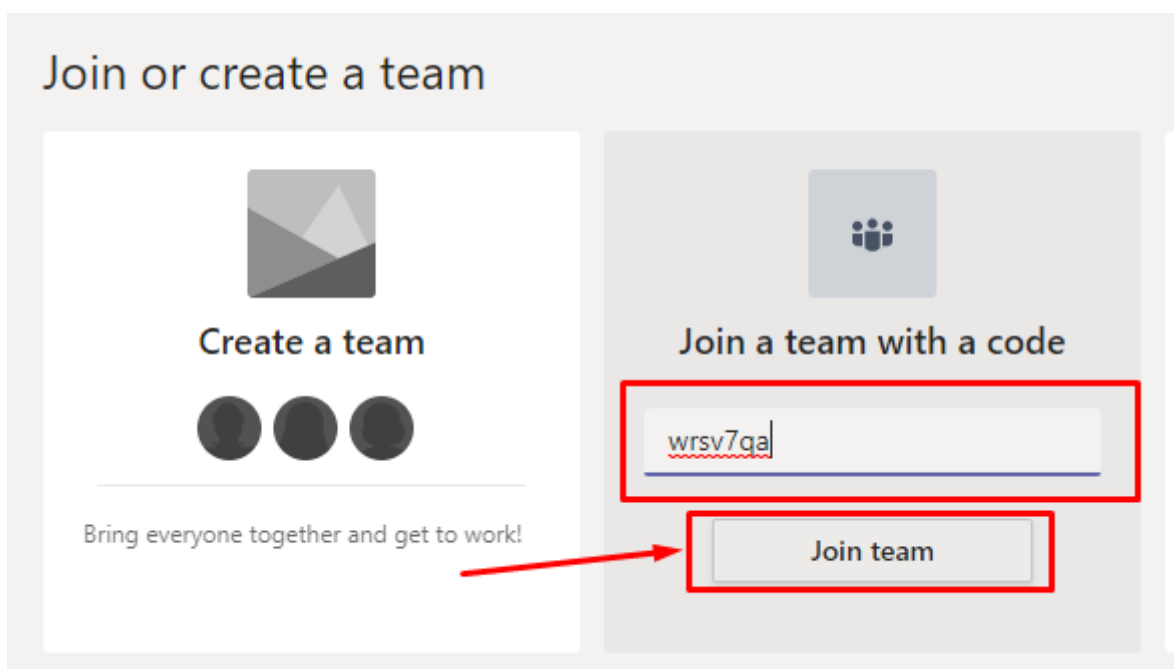 Join or create a team
Create a team
Bring everyone together and get to work!
Join a team with a code
wrsv7qa
Join team